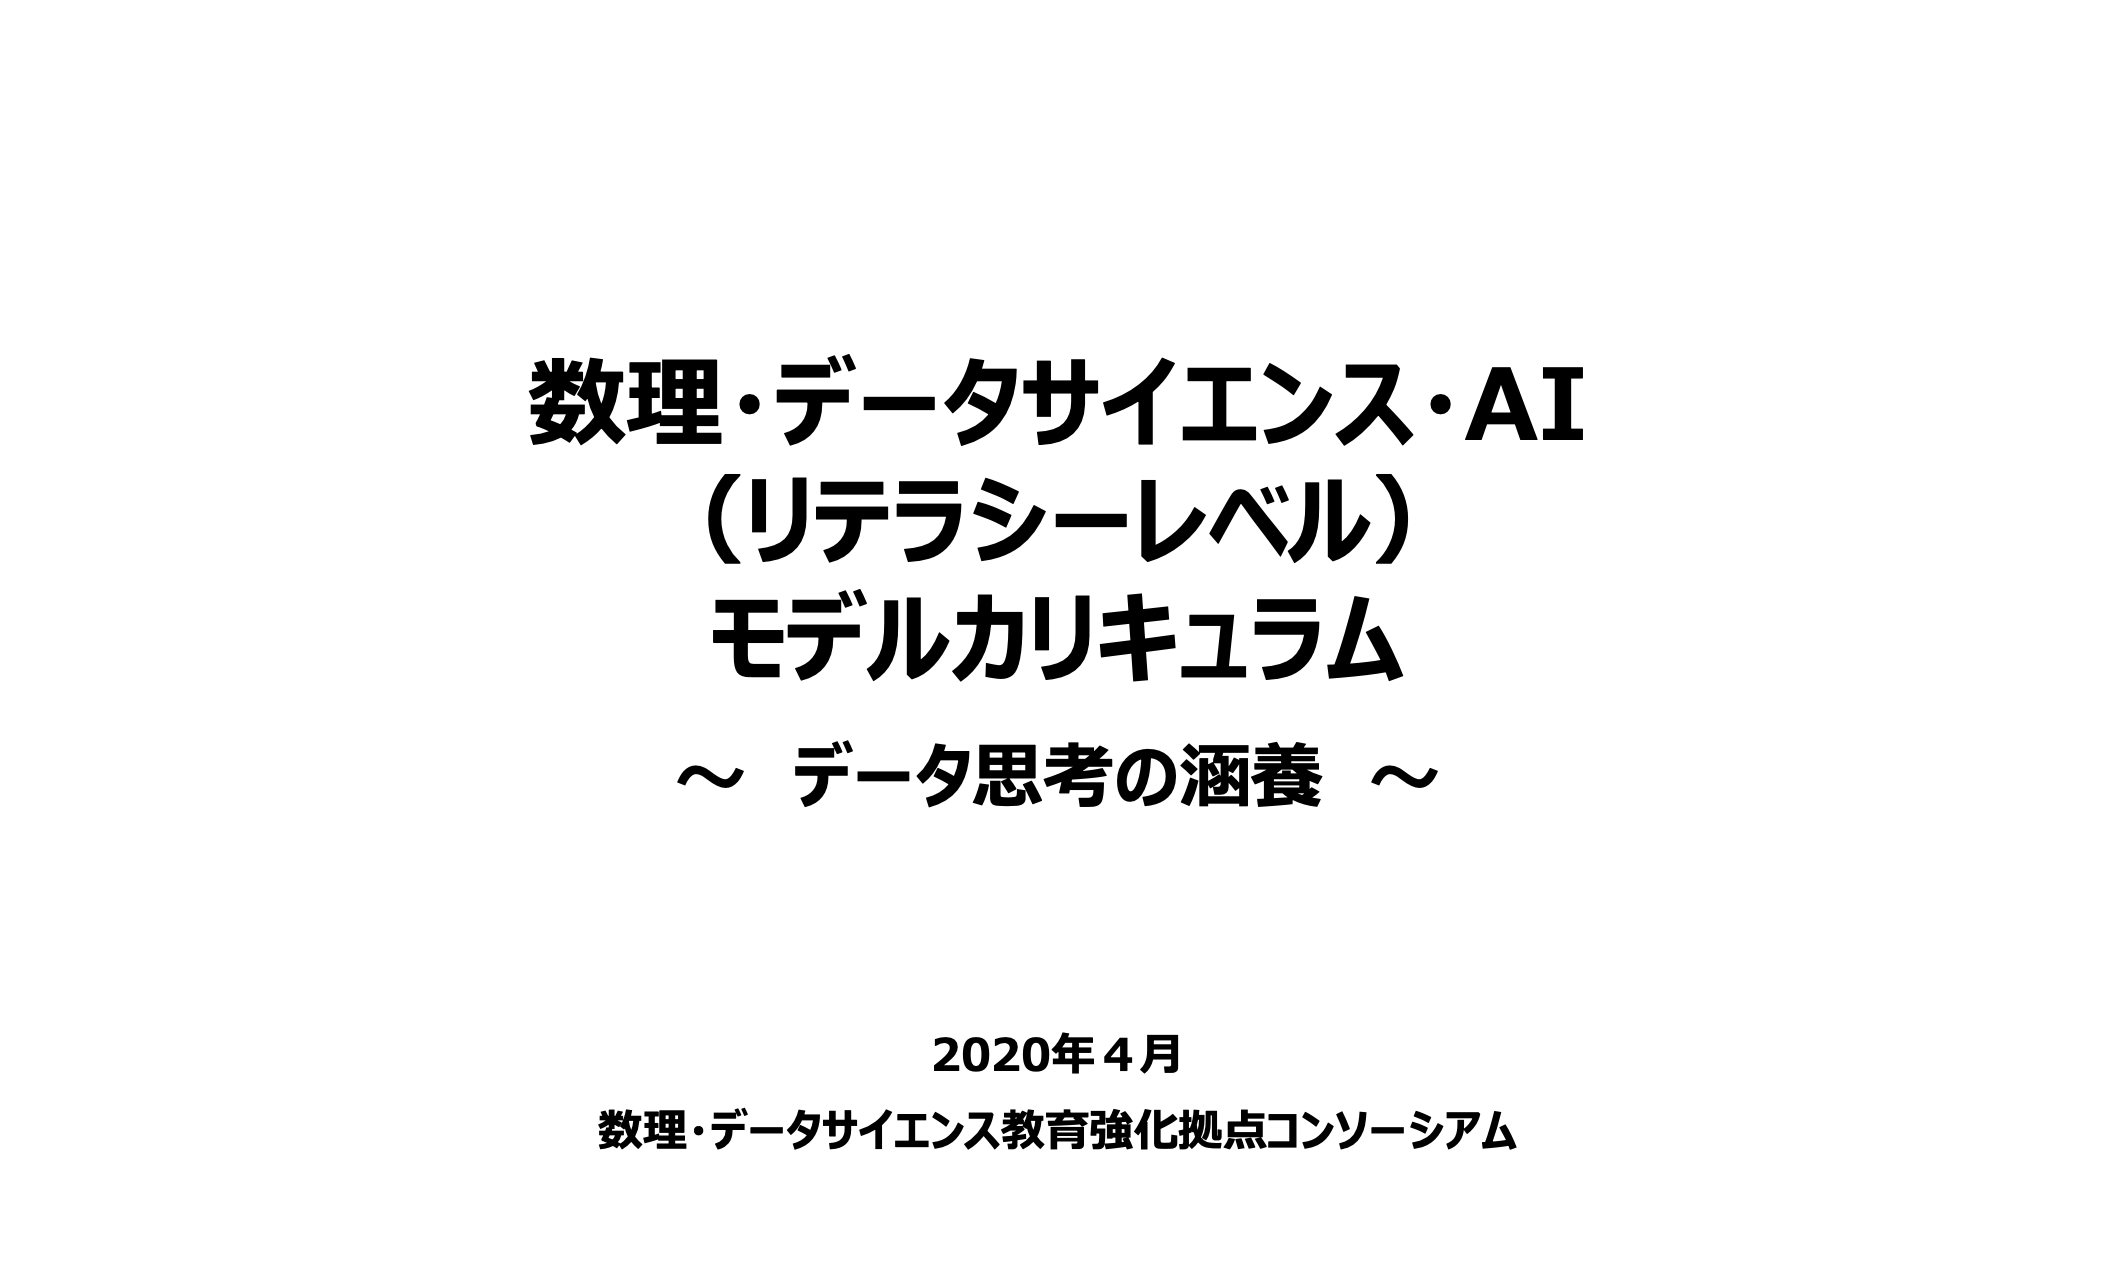 数理・データサイエンス・AI
（リテラシーレベル）
モデルカリキュラム
～ データ思考の涵養 ～
2020年４月
数理・データサイエンス教育強化拠点コンソーシアム